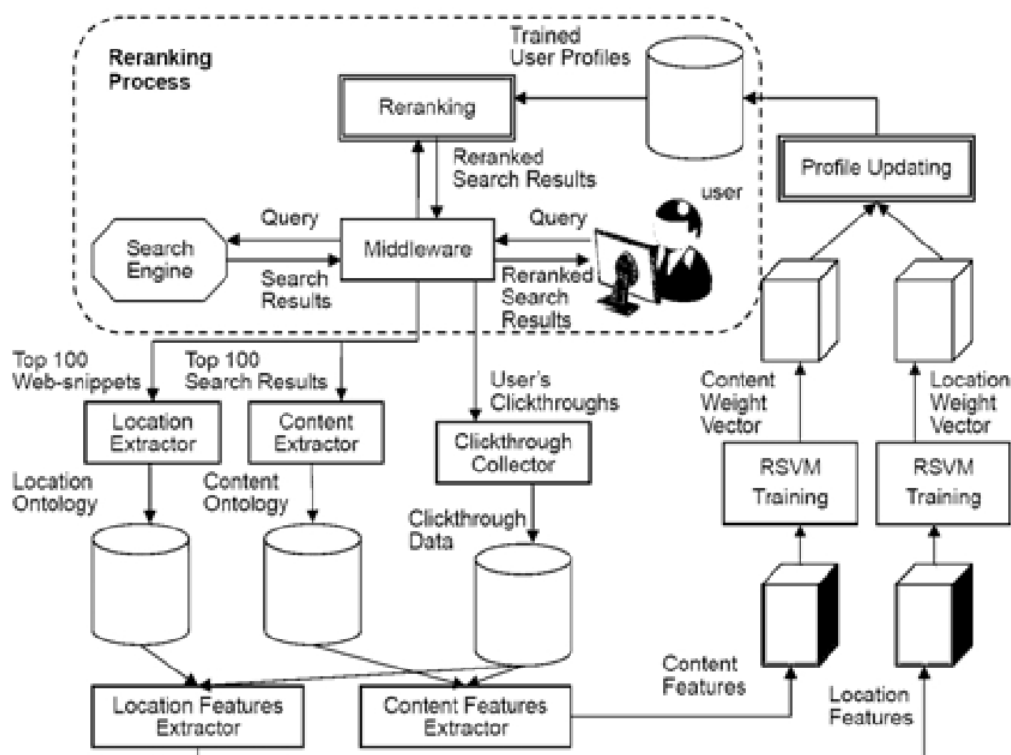 Reranking
Process
Trained
User Profiles
Reranking
Profile Updating
Reranked
Search Results
user
Query
Query
Search
Engine
Middleware
Search
Results
Reranked
Search
Results
Top 100
Web-snippets
Top 100
Search Results
User's
Clickthroughs
Content
Weight
Vector
Location
Weight
Vector
Location
Extractor
Content
Extractor
Clickthrough
Collector
RSVM
Training
RSVM
Training
Location
Ontology
Content
Ontology
Clickthrough
Data
Content
Features
Location
Features
Location Features
Extractor
Content Features
Extractor